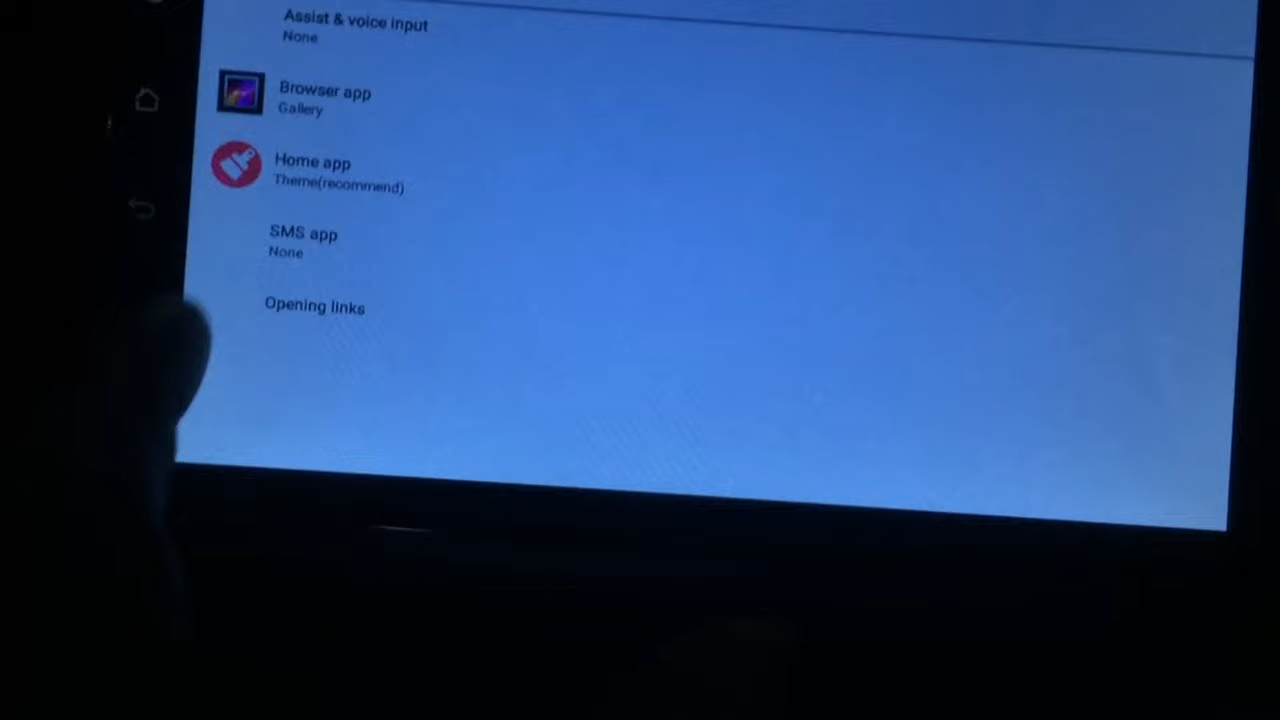 Assist & voice input
None
Browser app
Gallery
Home app
Theme(recommend)
SMS app
None
Opening links